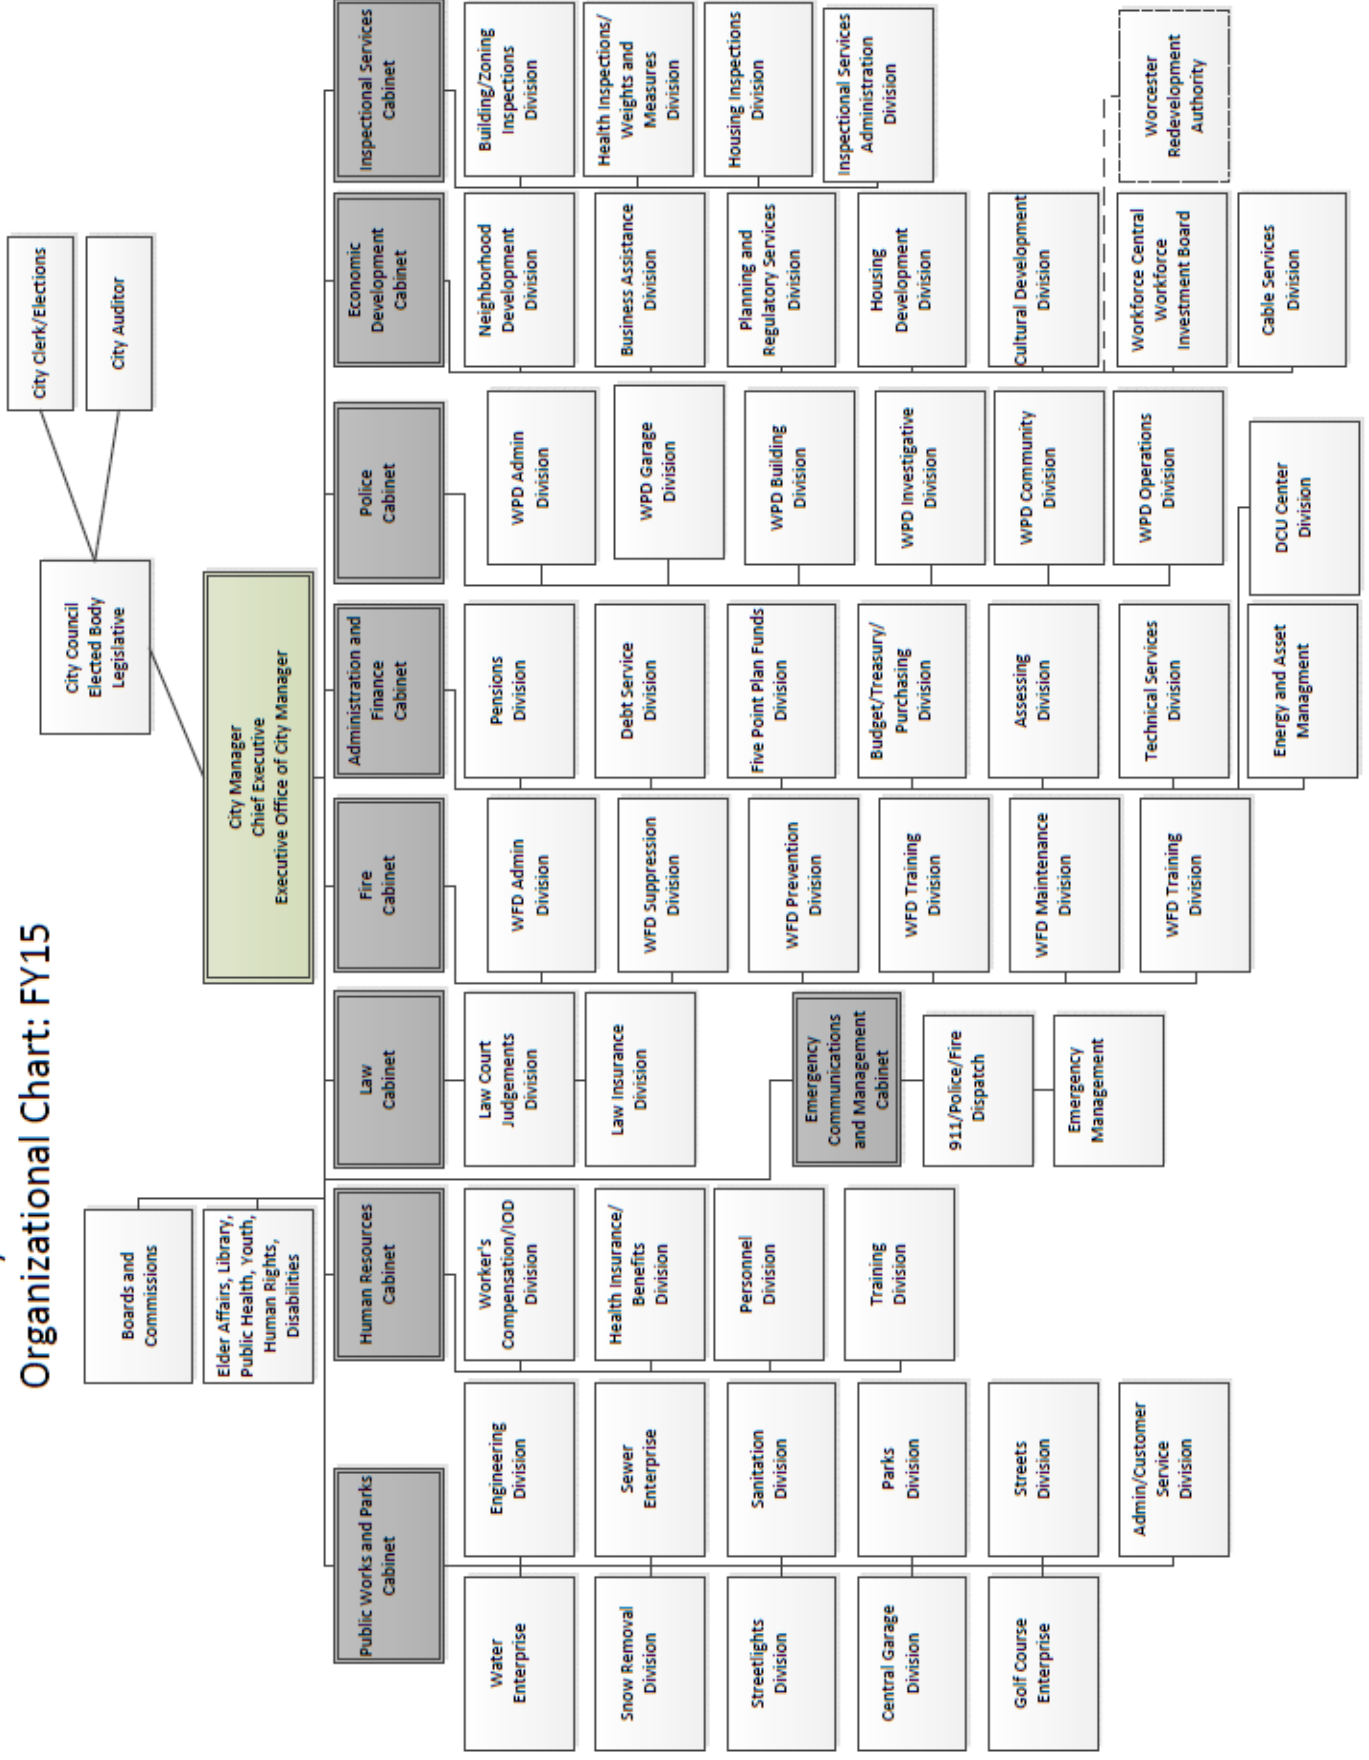 Organizational Chart: FY15
City Council
Elected Body
Legislative
City Clerk/Elections
City Auditor
City Manager
Chief Executive
Executive Office of City Manager
Boards and
Commissions
Elder Affairs, Library,
Public Health, Youth,
Human Rights,
Disabilities
Public Works and Parks
Cabinet
Water
Enterprise
Engineering
Division
Snow Removal
Division
Sewer
Enterprise
Streetlights
Division
Sanitation
Division
Central Garage
Division
Parks
Division
Golf Course
Enterprise
Streets
Division
Admin/Customer
Service
Division
Human Resources
Cabinet
Worker's
Compensation/IOD
Division
Health Insurance/
Benefits
Division
Personnel
Division
Training
Division
Law
Cabinet
Law Court
Judgements
Division
Law Insurance
Division
Emergency
Communications
and Management
Cabinet
911/Police/Fire
Dispatch
Emergency
Management
Fire
Cabinet
WFD Admin
Division
WFD Suppression
Division
WFD Prevention
Division
WFD Training
Division
WFD Maintenance
Division
WFD Training
Division
Administration and
Finance
Cabinet
Pensions
Division
Debt Service
Division
Five Point Plan Funds
Division
Budget/Treasury/
Purchasing
Division
Assessing
Division
Technical Services
Division
Energy and Asset
Managment
DCU Center
Division
Police
Cabinet
WPD Admin
Division
WPD Garage
Division
WPD Building
Division
WPD Investigative
Division
WPD Community
Division
WPD Operations
Division
Economic
Development
Cabinet
Neighborhood
Development
Division
Business Assistance
Division
Planning and
Regulatory Services
Division
Housing
Development
Division
Cultural Development
Division
Workforce Central
Workforce
Investment Board
Cable Services
Division
Worcester
Redevelopment
Authority
Inspectional Services
Cabinet
Building/Zoning
Inspections
Division
Health Inspections/
Weights and
Measures
Division
Housing Inspections
Division
Inspectional Services
Administration
Division